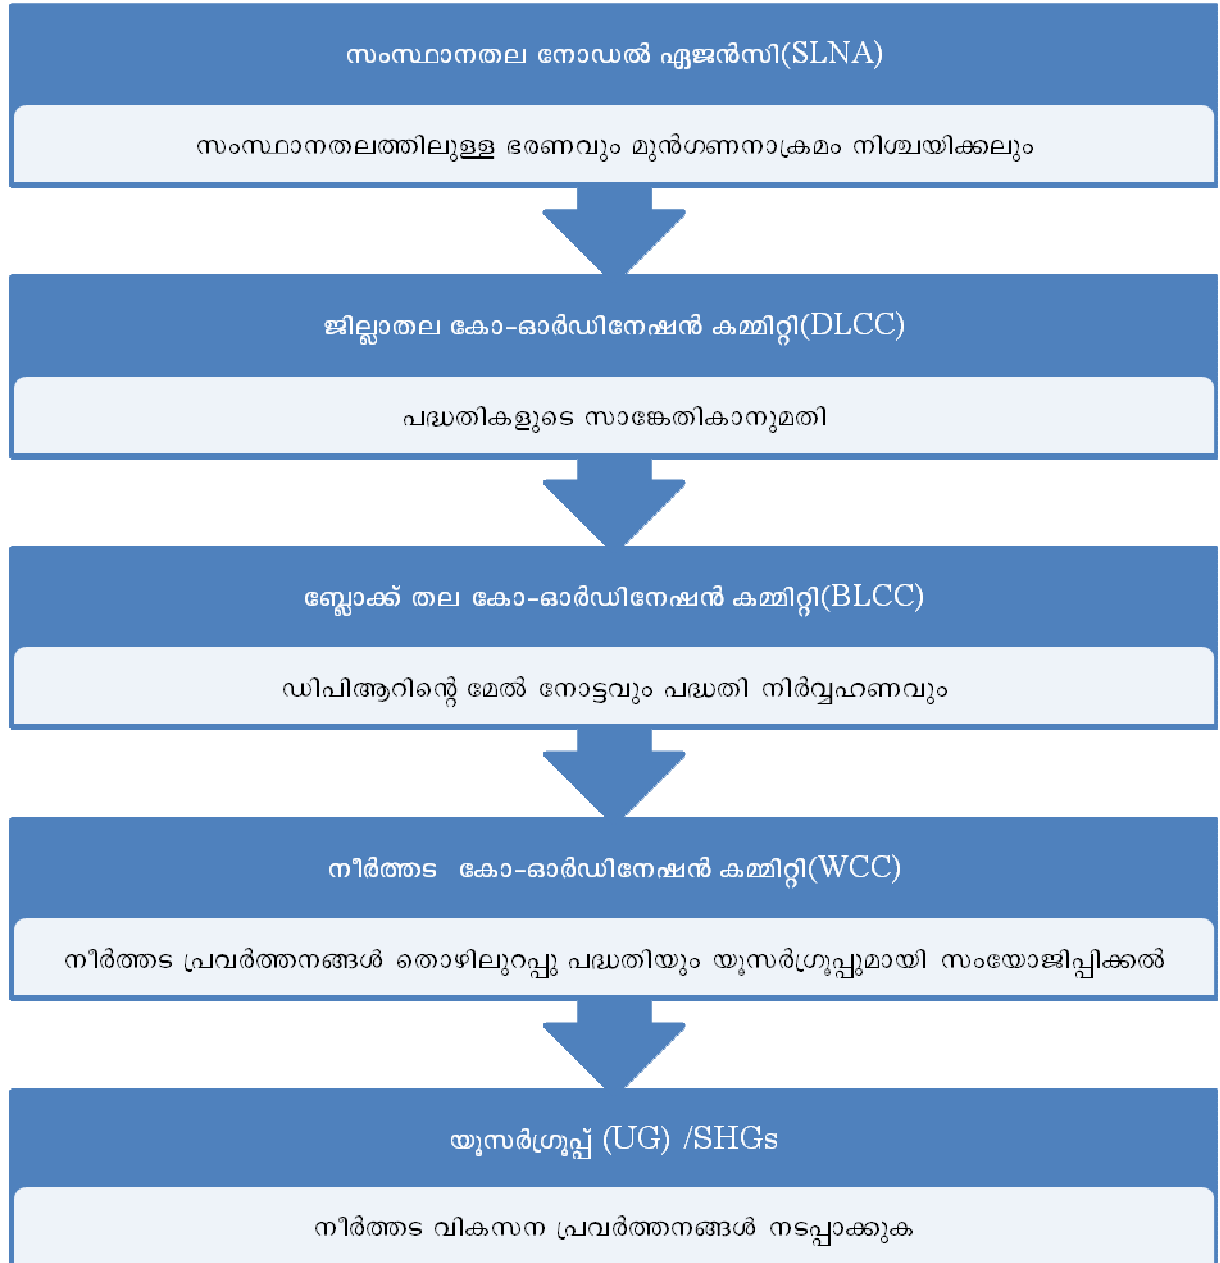 സംസ്ഥാനതല നോഡൽ ഏജൻസി(SLNA)
സംസ്ഥാനതലത്തിലുള്ള ഭരണവും മുൻഗണനാക്രമം നിശ്ചയിക്കലും
ജില്ലാതല കോ-ഓർഡിനേഷൻ കമ്മിറ്റി(DLCC)
പദ്ധതികളുടെ സാങ്കേതികാനുമതി
ബ്ലോക്ക് തല കോ-ഓർഡിനേഷൻ കമ്മിറ്റി(BLCC)
ഡിപിആറിന്റെ മേൽ നോട്ടവും പദ്ധതി നിർവ്വഹണവും
നീർത്തട കോ-ഓർഡിനേഷൻ കമ്മിറ്റി(WCC)
നീർത്തട പ്രവർത്തനങ്ങൾ തൊഴിലുറപ്പു പദ്ധതിയും യൂസർഗ്രൂപ്പുമായി സംയോജിപ്പിക്കൽ
യൂസർഗ്രൂപ്പ് (UG) /SHGs
നീർത്തട വികസന പ്രവർത്തനങ്ങൾ നടപ്പാക്കുക